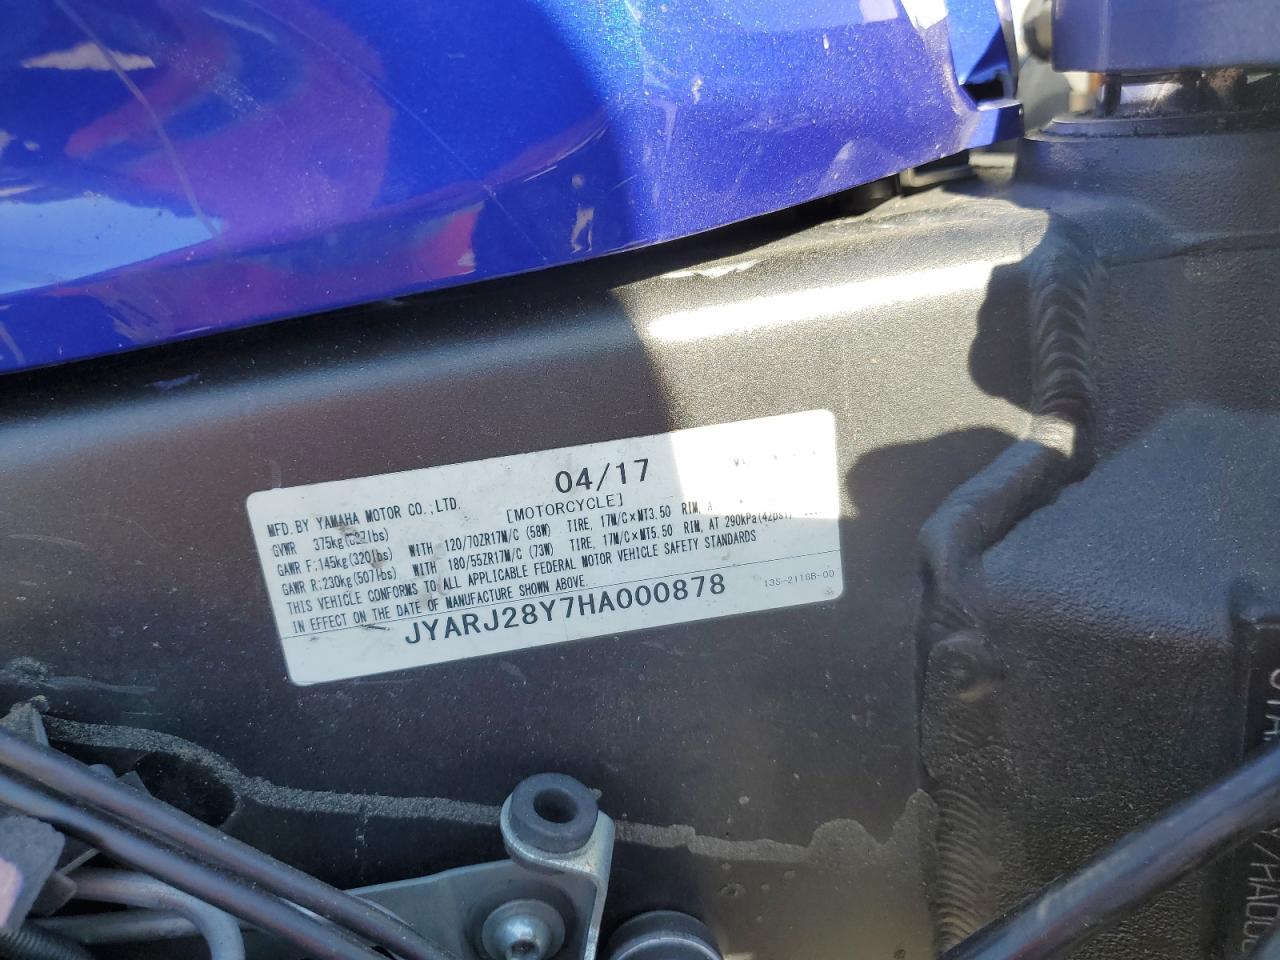 04/17
MFD.BY YAMAHA MOTOR CO.,LTD.
[MOTORCYCLE]
GVWR 375kg( lbs) WITH 120/70ZR17M/C (58W) TIRE, 17M/C×MT3.50 RIM,
GAWR F:145kg(320lbs) WITH 180/55ZR17M/C (73W) TIRE, 17M/C×MT5.50 RIM, AT 290kPa(42psi)
GAWR R:230kg(507lbs)
THIS VEHICLE CONFORMS TO ALL APPLICABLE FEDERAL MOTOR VEHICLE SAFETY STANDARDS
IN EFFECT ON THE DATE OF MANUFACTURE SHOWN ABOVE.
JYARJ28Y7HA000878
13S-2118B-00